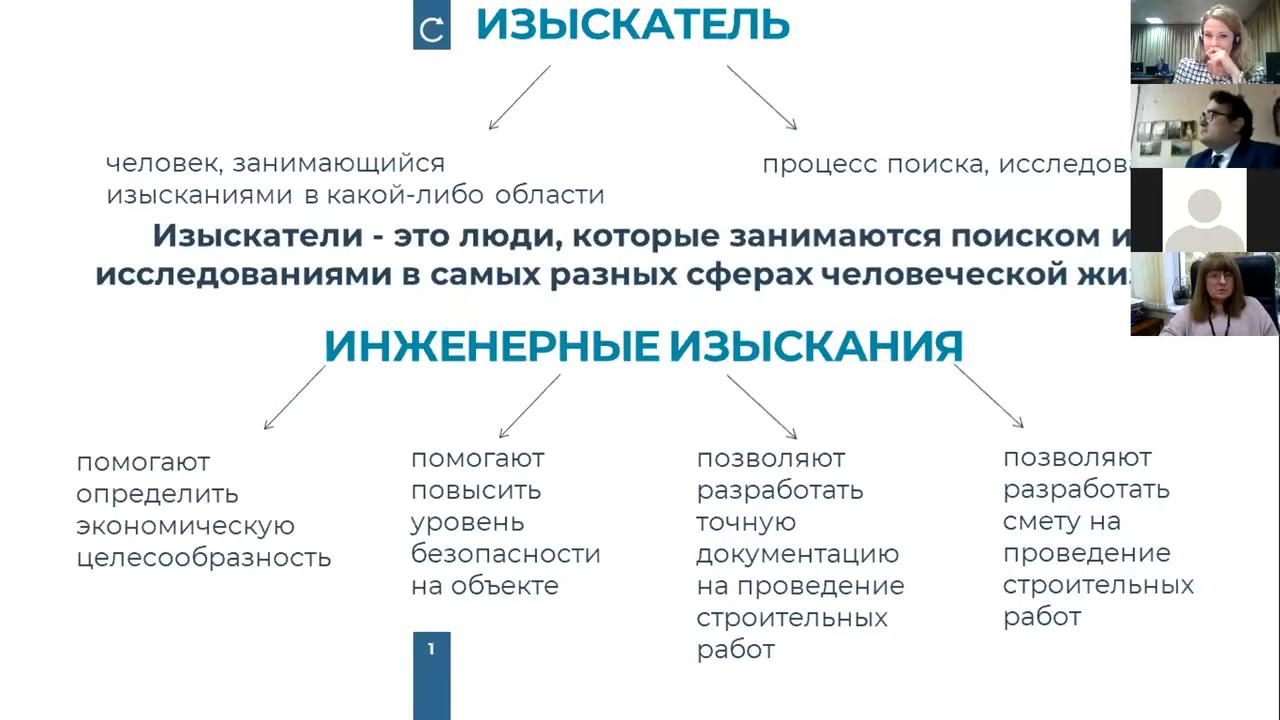 ИЗЫСКАТЕЛЬ
человек, занимающийся
изысканиями в какой-либо области
процесс поиска, исследов
Изыскатели - это люди, которые занимаются поиском и
исследованиями в самых разных сферах человеческой жиз
ИНЖЕНЕРНЫЕ ИЗЫСКАНИЯ
помогают
определить
экономическую
целесообразность
помогают
повысить
уровень
безопасности
на объекте
позволяют
разработать
точную
документацию
на проведение
строительных
работ
позволяют
разработать
смету на
проведение
строительных
работ
1